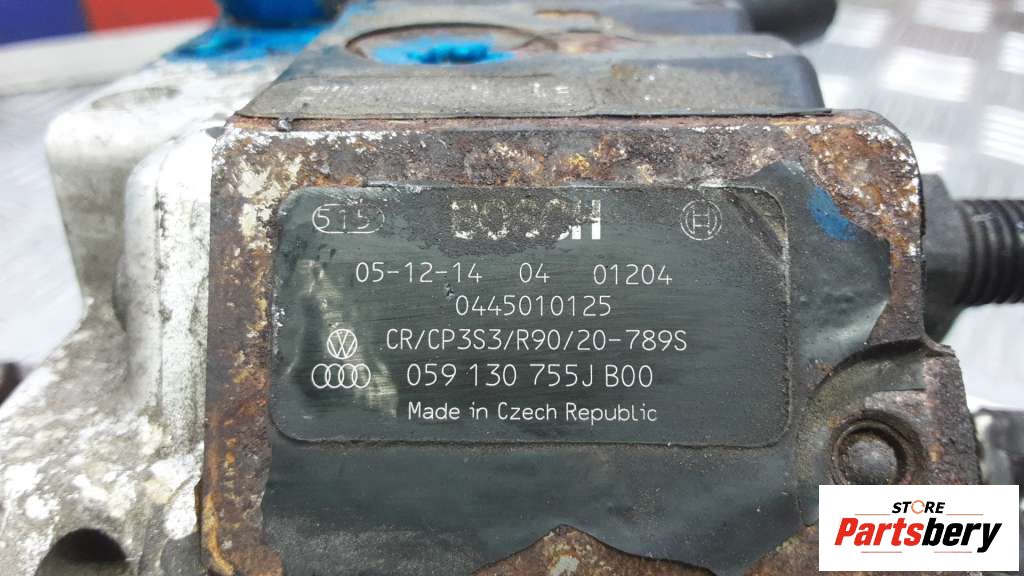 515 BOSCH
05-12-14 04 01204
0445010125
CR/CP3S3/R90/20-789S
059 130 755J B00
Made in Czech Republic
STORE
Partsbery